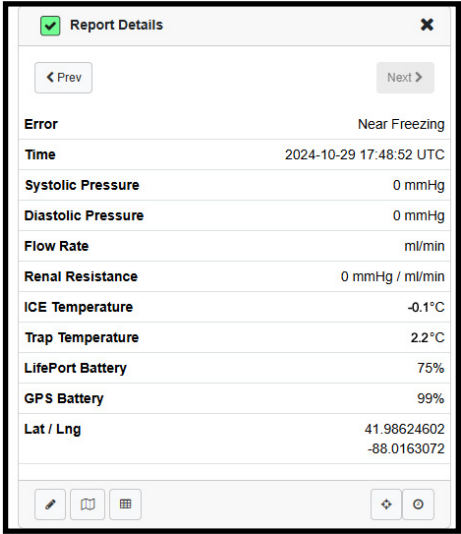 Report Details
Prev
Next
Error Near Freezing
Time 2024-10-29 17:48:52 UTC
Systolic Pressure 0 mmHg
Diastolic Pressure 0 mmHg
Flow Rate ml/min
Renal Resistance 0 mmHg / ml/min
ICE Temperature -0.1°C
Trap Temperature 2.2°C
LifePort Battery 75%
GPS Battery 99%
Lat / Lng 41.98624602
-88.0163072